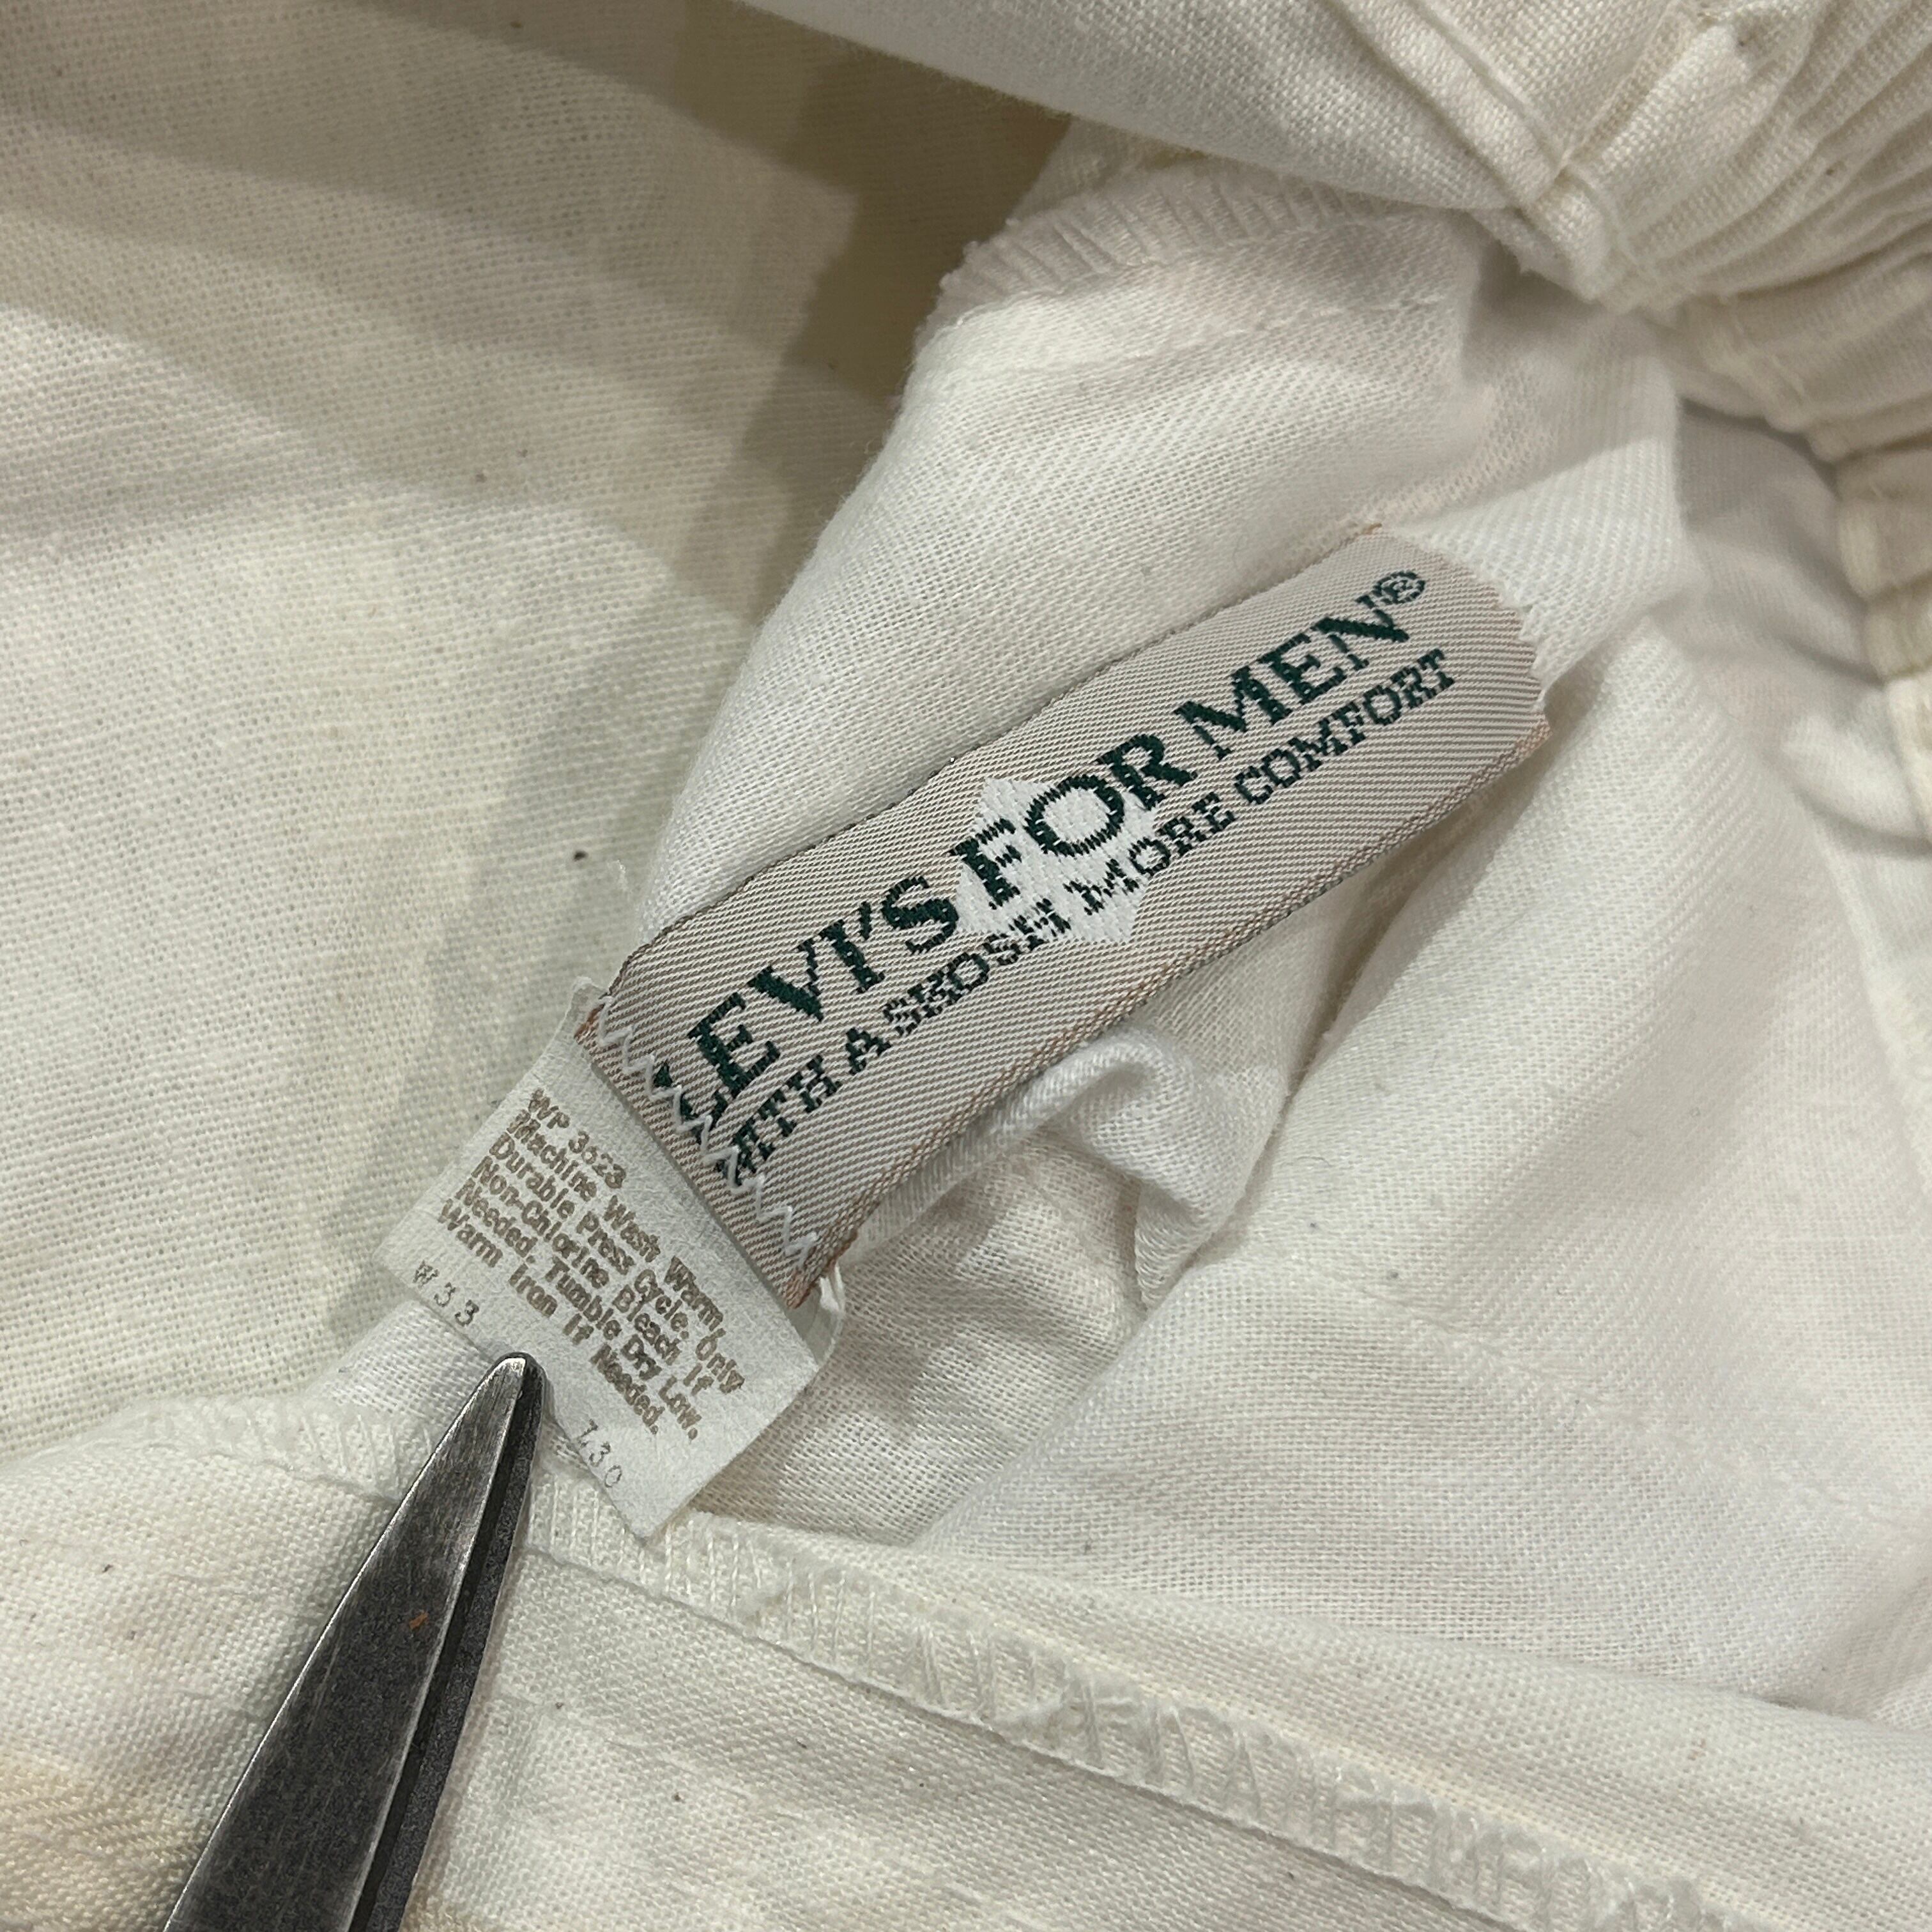 LEVI'S FOR MEN®
WITH A SKOSH MORE COMFORT
WP 3623
Machine Wash Warm,
Durable Press Cycle. Only
Non-Chlorine Bleach If
Needed. Tumble Dry Low.
Warm Iron If Needed.
W33 L30